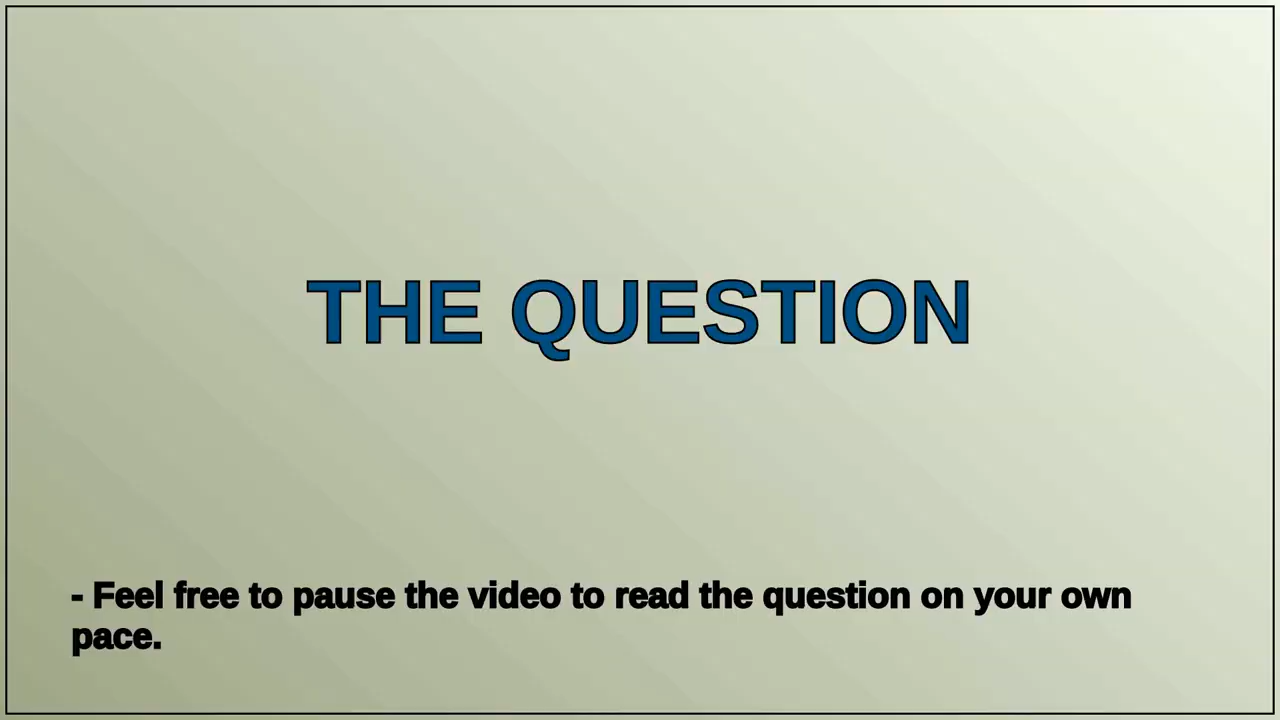 THE QUESTION
- Feel free to pause the video to read the question on your own
pace.